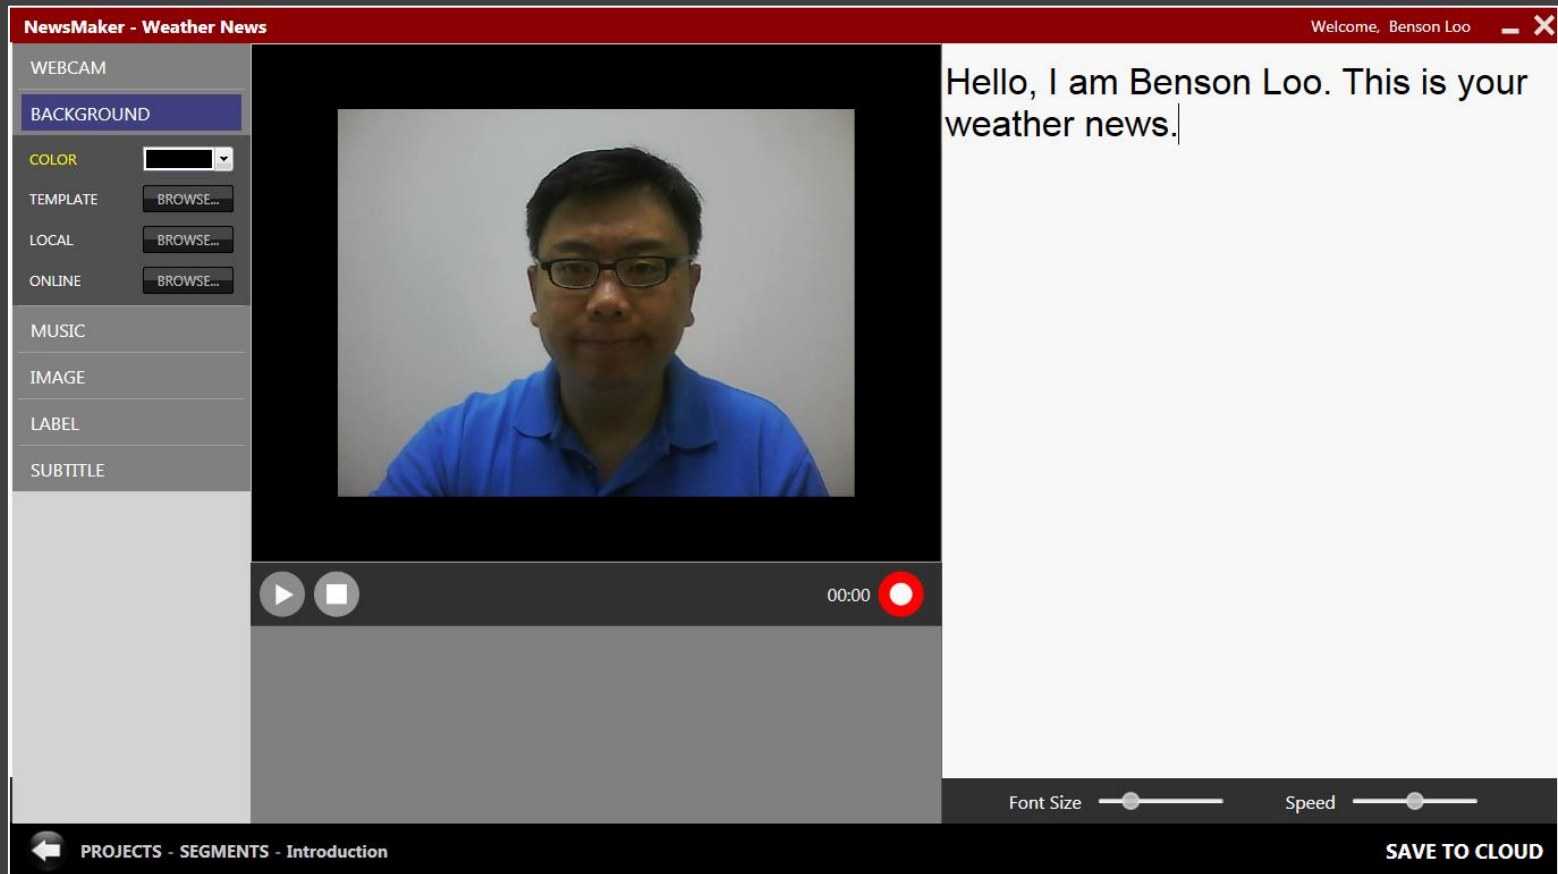 NewsMaker - Weather News
Welcome, Benson Loo
WEBCAM
BACKGROUND
COLOR
TEMPLATE BROWSE...
LOCAL BROWSE...
ONLINE BROWSE...
MUSIC
IMAGE
LABEL
SUBTITLE
00:00
Hello, I am Benson Loo. This is your
weather news.
Font Size
Speed
PROJECTS - SEGMENTS - Introduction
SAVE TO CLOUD